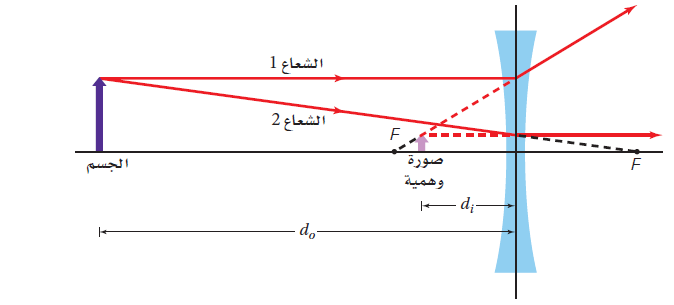 الشعاع 1
الشعاع 2
F
الجسم
صورة
وهمية
F
dᵢ
dₒ